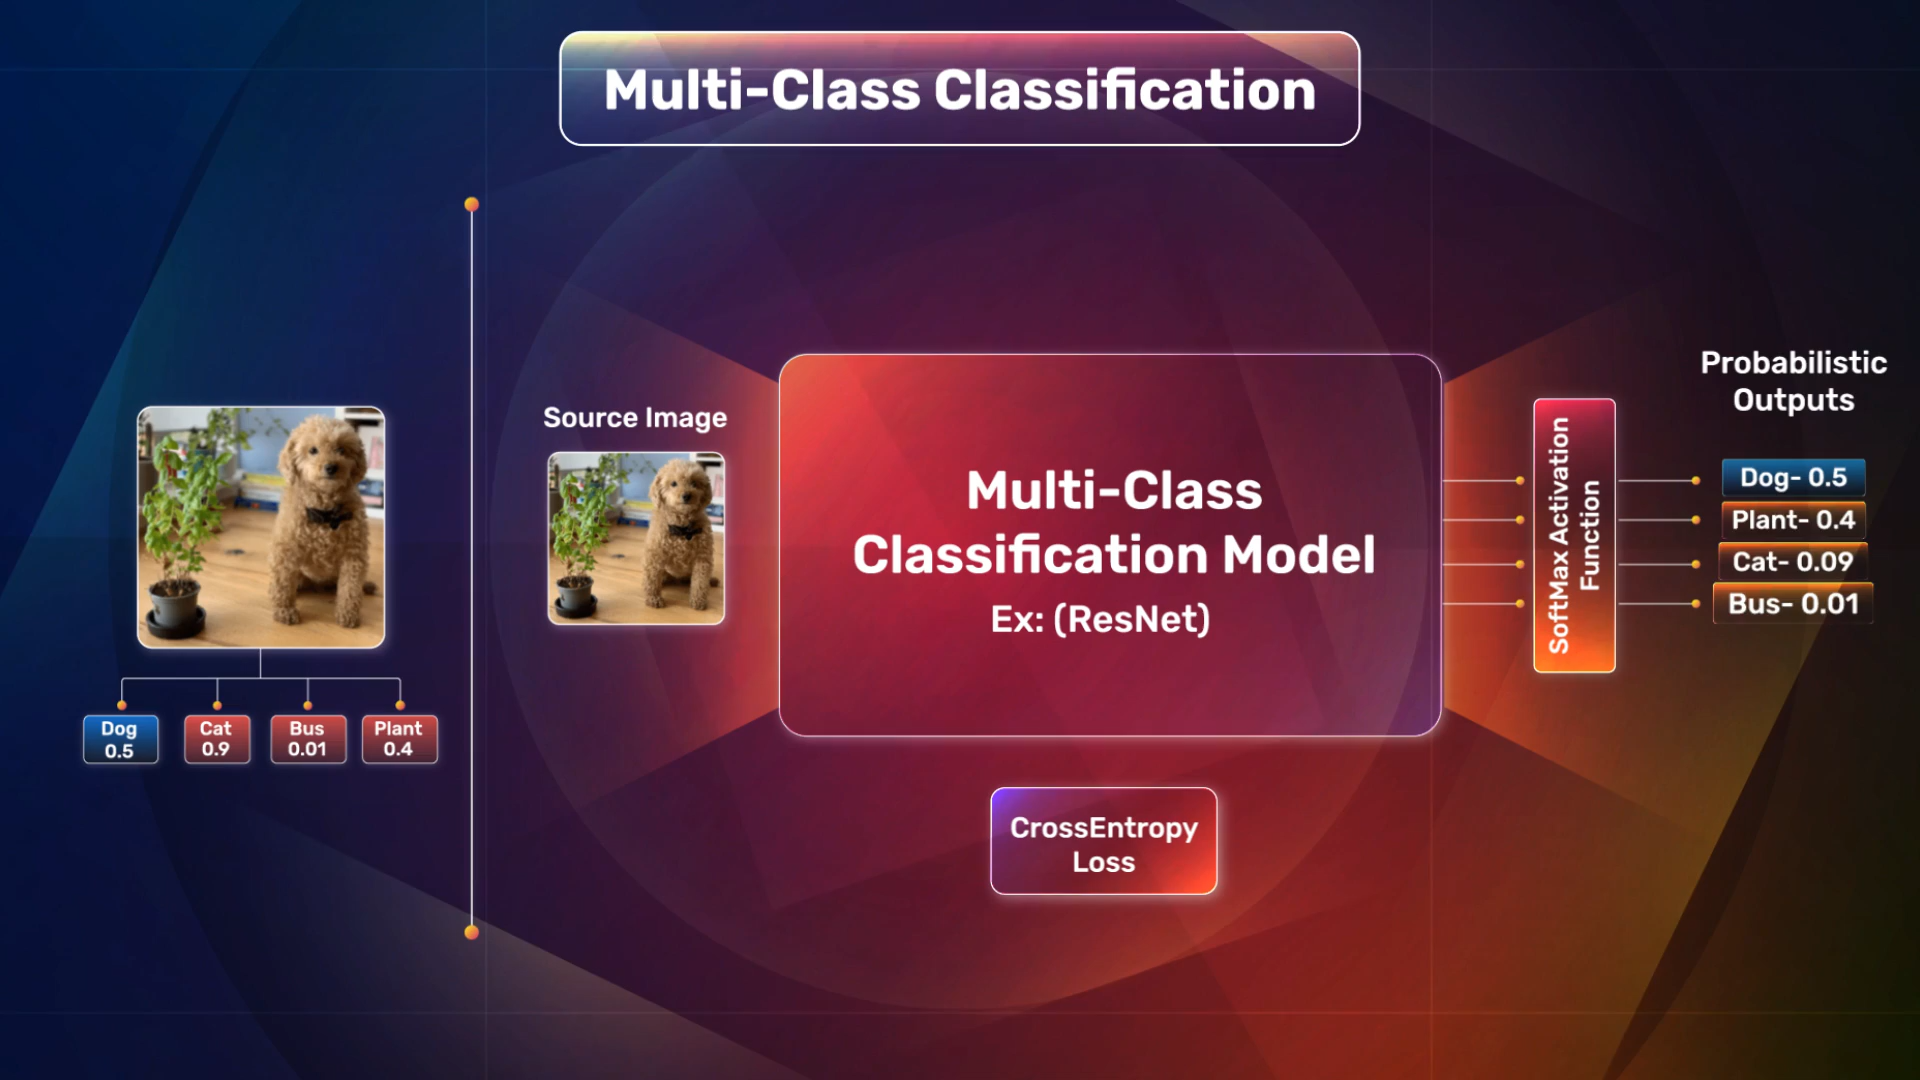 Multi-Class Classification
Dog
0.5
Cat
0.9
Bus
0.01
Plant
0.4
Source Image
Multi-Class
Classification Model
Ex: (ResNet)
CrossEntropy
Loss
SoftMax Activation
Function
Probabilistic
Outputs
Dog- 0.5
Plant- 0.4
Cat- 0.09
Bus- 0.01